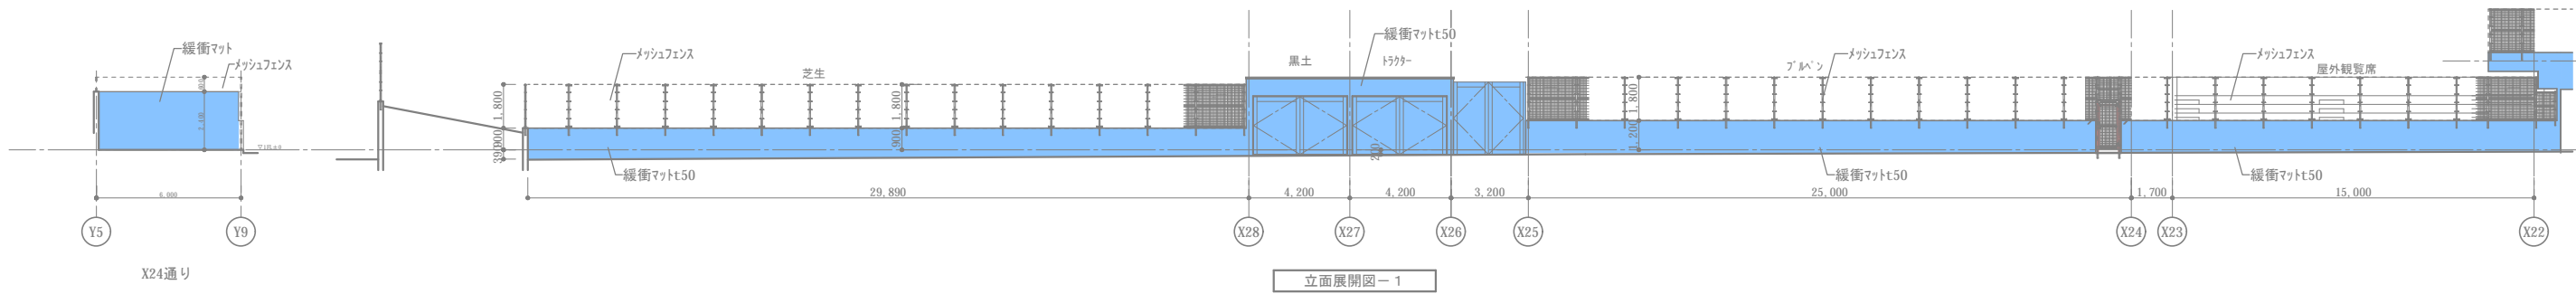 緩衝マット
メッシュフェンス
2,400
6,000
Y5
Y9
X24通り
メッシュフェンス
芝生
1,800
900
390
1,800
900
緩衝マットt50
29,890
黒土
トラクター
緩衝マットt50
200
4,200
4,200
3,200
X28
X27
X26
X25
ブルペン
メッシュフェンス
1,800
1,200
緩衝マットt50
25,000
1,700
X24
X23
メッシュフェンス
屋外観覧席
緩衝マットt50
15,000
X22
立面展開図－1